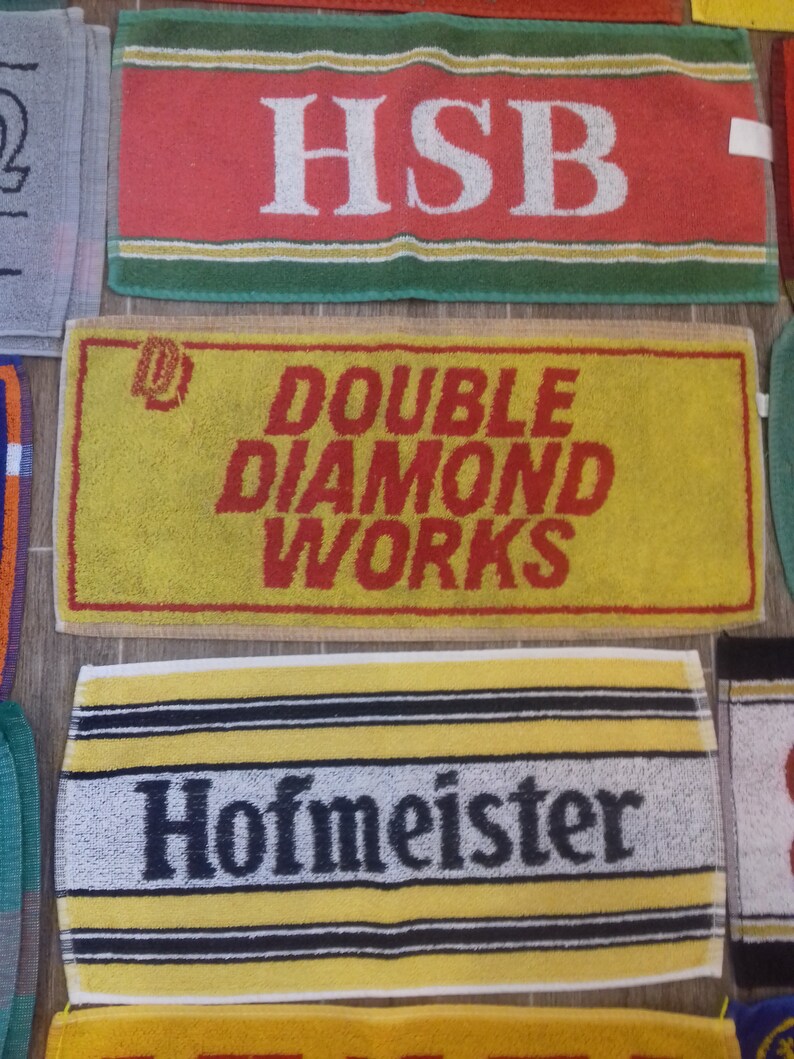 HSB
DD
DOUBLE
DIAMOND
WORKS
Hofmeister